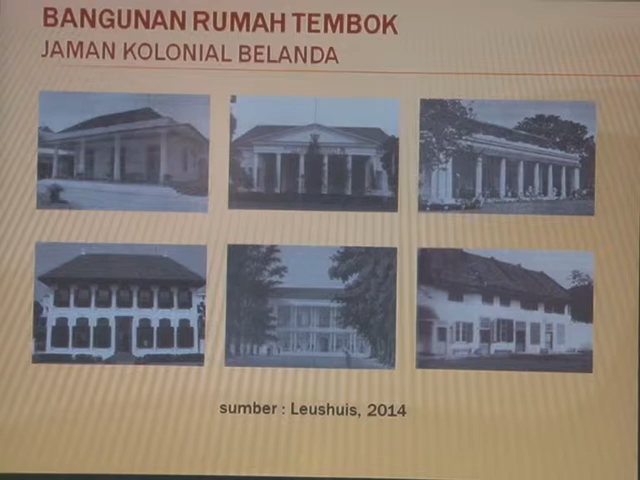 BANGUNAN RUMAH TEMBOK
JAMAN KOLONIAL BELANDA
sumber : Leushuis, 2014